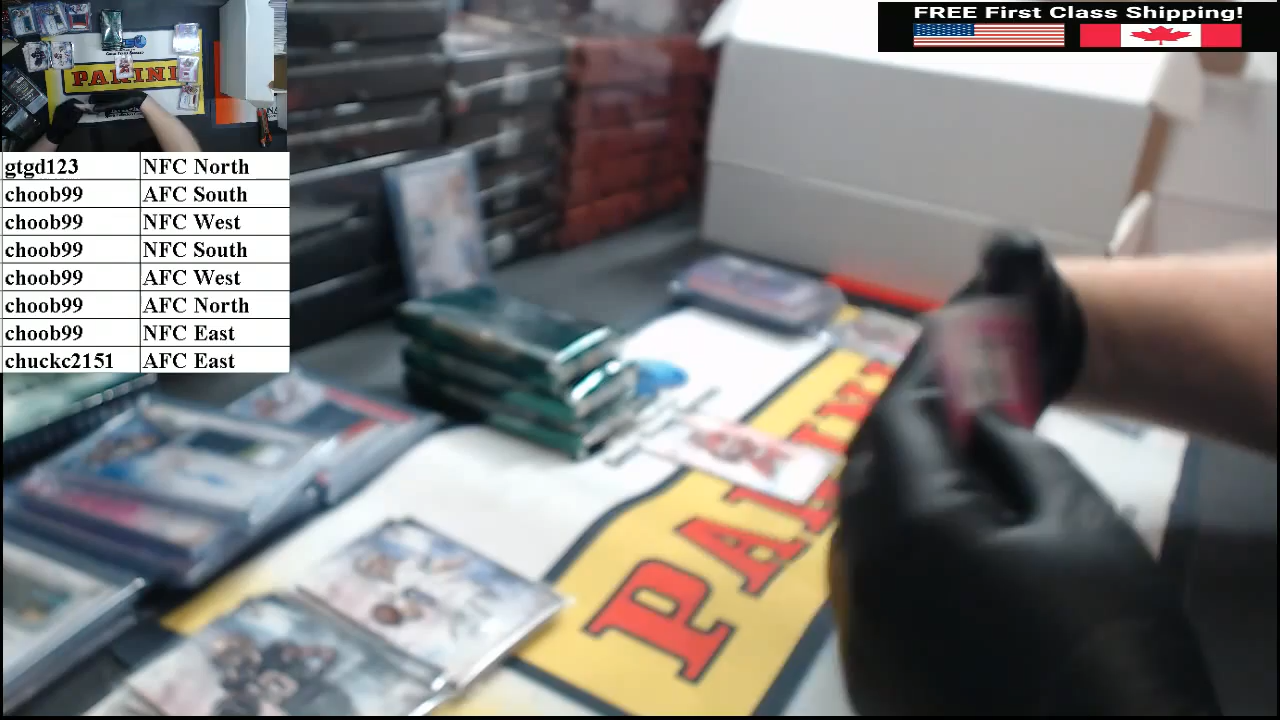 FREE First Class Shipping!
PANINI
gtgd123 NFC North
choob99 AFC South
choob99 NFC West
choob99 NFC South
choob99 AFC West
choob99 AFC North
choob99 NFC East
chuckc2151 AFC East
PANINI